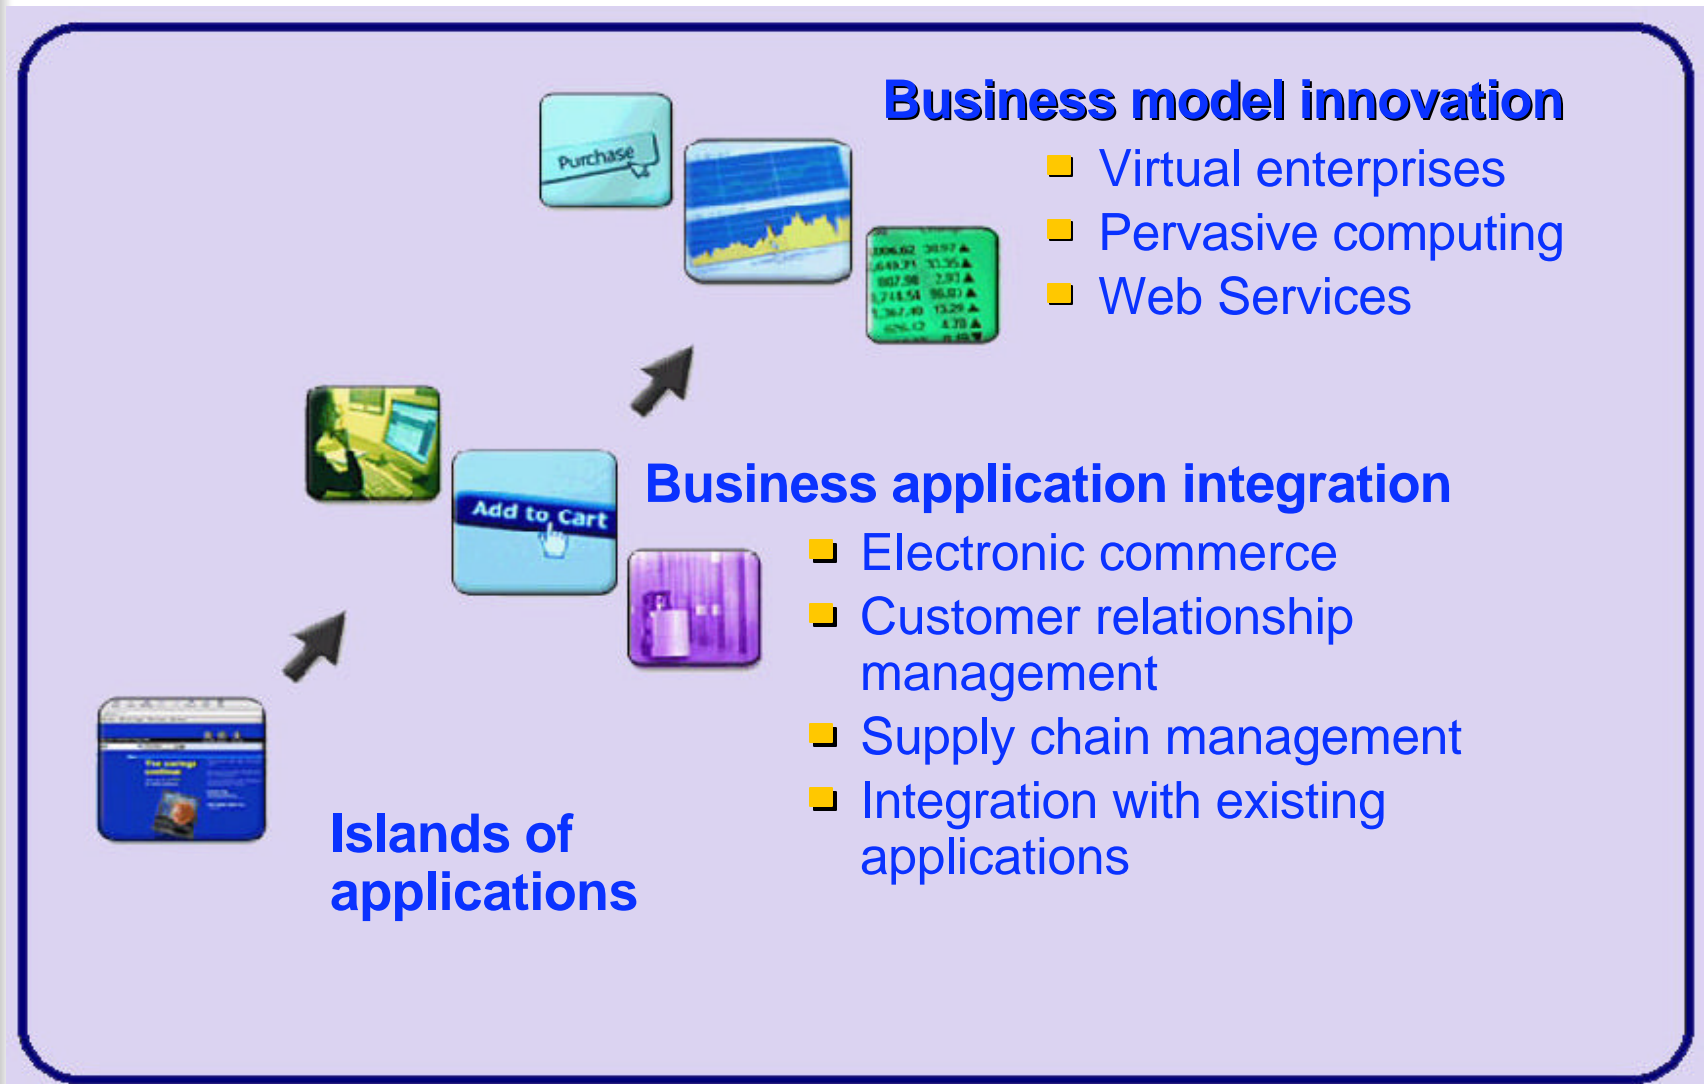 Business model innovation
Purchase
Virtual enterprises
Pervasive computing
Web Services
Business application integration
Add to Cart
Electronic commerce
Customer relationship
management
Supply chain management
Integration with existing
applications
Islands of
applications